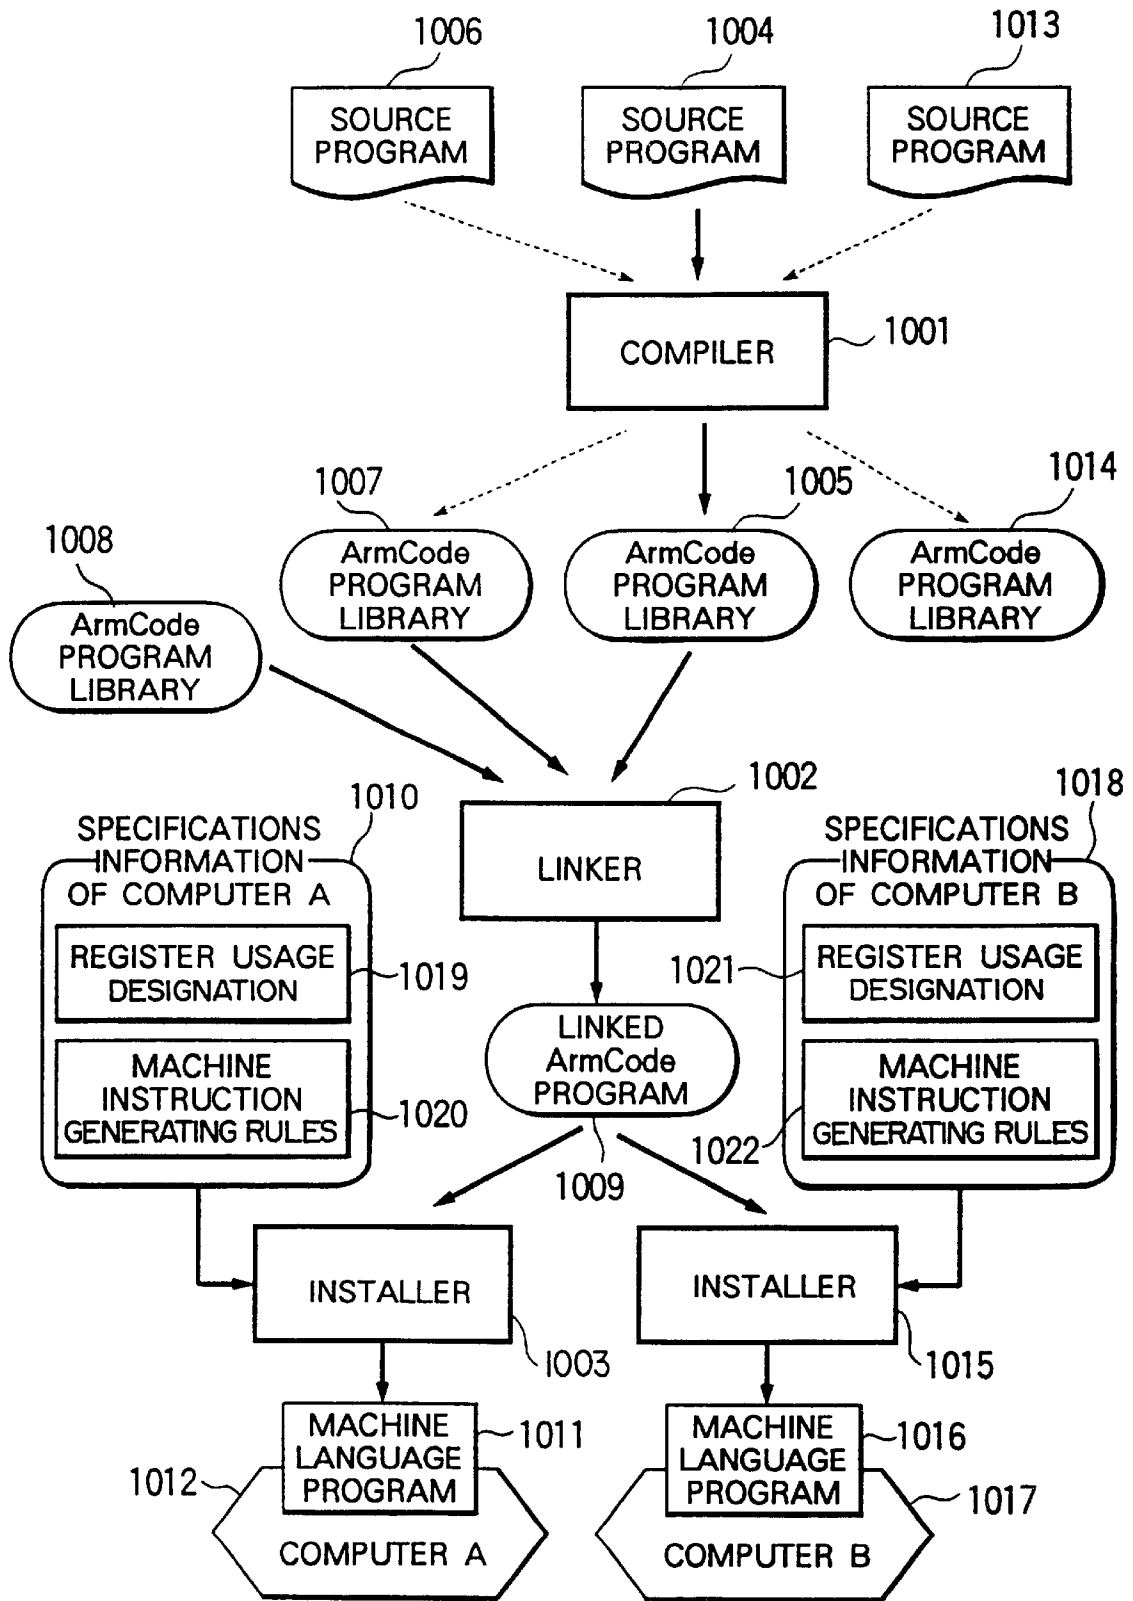 1006
1004
1013
SOURCE
PROGRAM
SOURCE
PROGRAM
SOURCE
PROGRAM
COMPILER
1001
1007
1005
1014
1008
ArmCode
PROGRAM
LIBRARY
ArmCode
PROGRAM
LIBRARY
ArmCode
PROGRAM
LIBRARY
ArmCode
PROGRAM
LIBRARY
1002
1010
1018
SPECIFICATIONS
INFORMATION
OF COMPUTER A
LINKER
SPECIFICATIONS
INFORMATION
OF COMPUTER B
REGISTER USAGE
DESIGNATION
1019
1021
REGISTER USAGE
DESIGNATION
LINKED
ArmCode
PROGRAM
MACHINE
INSTRUCTION
GENERATING RULES
1020
1022
MACHINE
INSTRUCTION
GENERATING RULES
1009
INSTALLER
INSTALLER
1003
1015
MACHINE
LANGUAGE
PROGRAM
1011
MACHINE
LANGUAGE
PROGRAM
1016
1012
1017
COMPUTER A
COMPUTER B